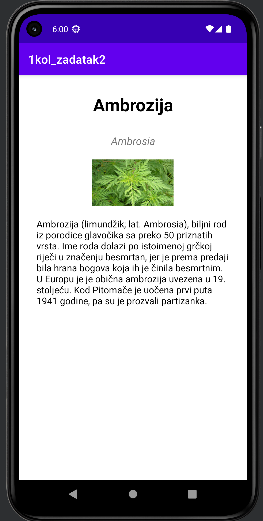 6:00
1kol_zadatak2
Ambrozija
Ambrosia
Ambrozija (limundžik, lat. Ambrosia), biljni rod
iz porodice glavočika sa preko 50 priznatih
vrsta. Ime roda dolazi po istoimenoj grčkoj
riječi u značenju besmrtan, jer je prema predaji
bila hrana bogova koja ih je činila besmrtnim.
U Europu je je obična ambrozija uvezena u 19.
stoljeću. Kod Pitomače je uočena prvi puta
1941 godine, pa su je prozvali partizanka.